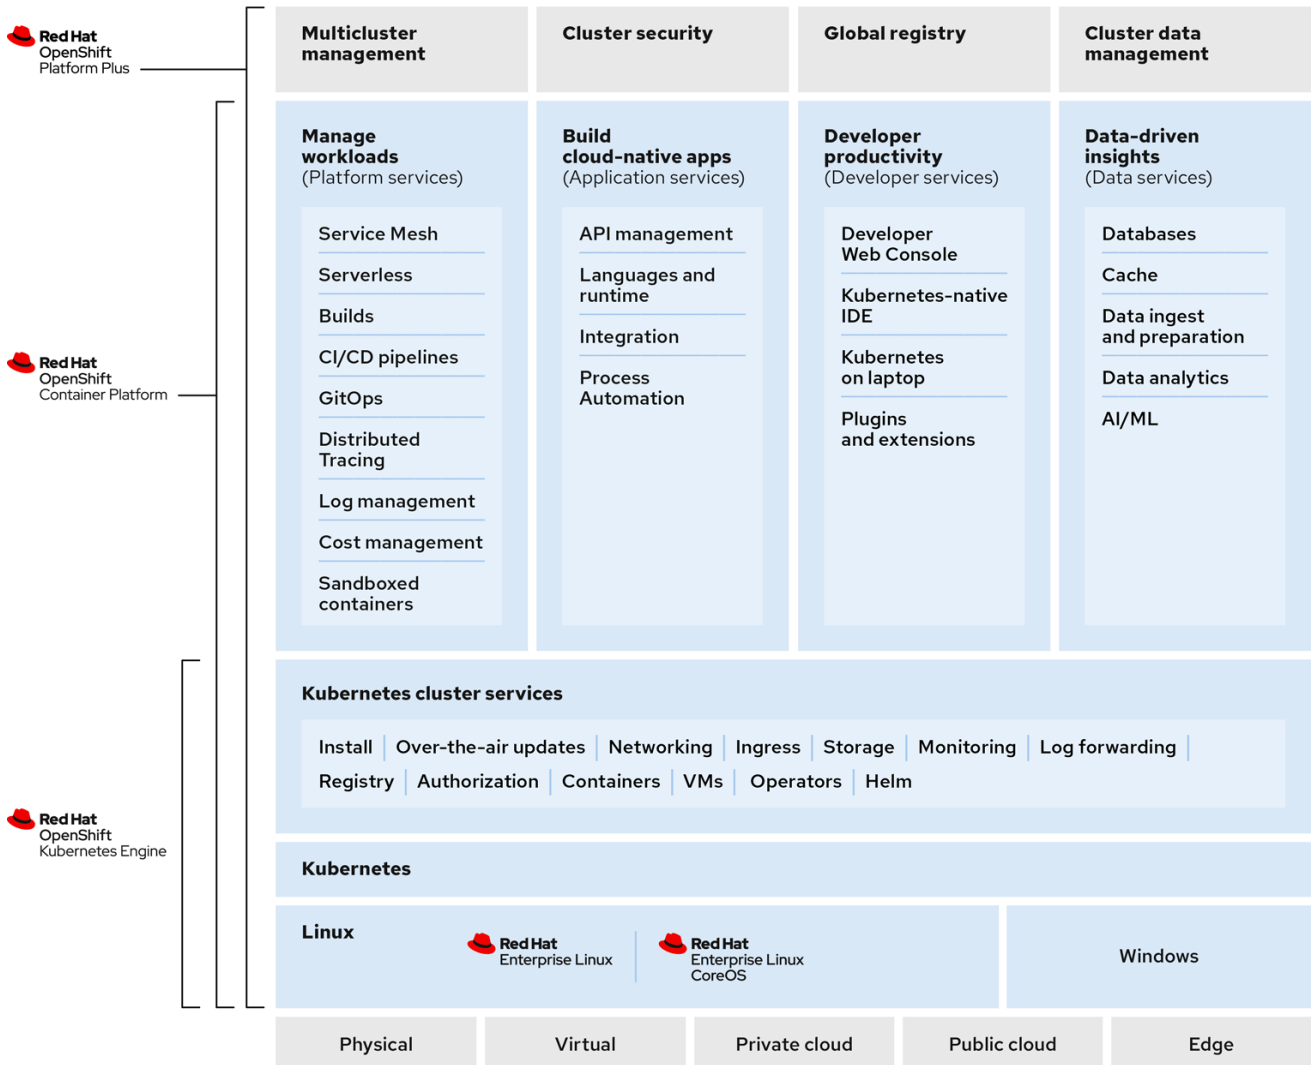 Red Hat
OpenShift
Platform Plus
Multicluster
management
Cluster security
Global registry
Cluster data
management
Red Hat
OpenShift
Container Platform
Manage
workloads
(Platform services)
Service Mesh
Serverless
Builds
CI/CD pipelines
GitOps
Distributed
Tracing
Log management
Cost management
Sandboxed
containers
Build
cloud-native apps
(Application services)
API management
Languages and
runtime
Integration
Process
Automation
Developer
productivity
(Developer services)
Developer
Web Console
Kubernetes-native
IDE
Kubernetes
on laptop
Plugins
and extensions
Data-driven
insights
(Data services)
Databases
Cache
Data ingest
and preparation
Data analytics
AI/ML
Red Hat
OpenShift
Kubernetes Engine
Kubernetes cluster services
Install | Over-the-air updates | Networking | Ingress | Storage | Monitoring | Log forwarding |
Registry | Authorization | Containers | VMs | Operators | Helm
Kubernetes
Linux
Red Hat
Enterprise Linux
Red Hat
Enterprise Linux
CoreOS
Windows
Physical
Virtual
Private cloud
Public cloud
Edge